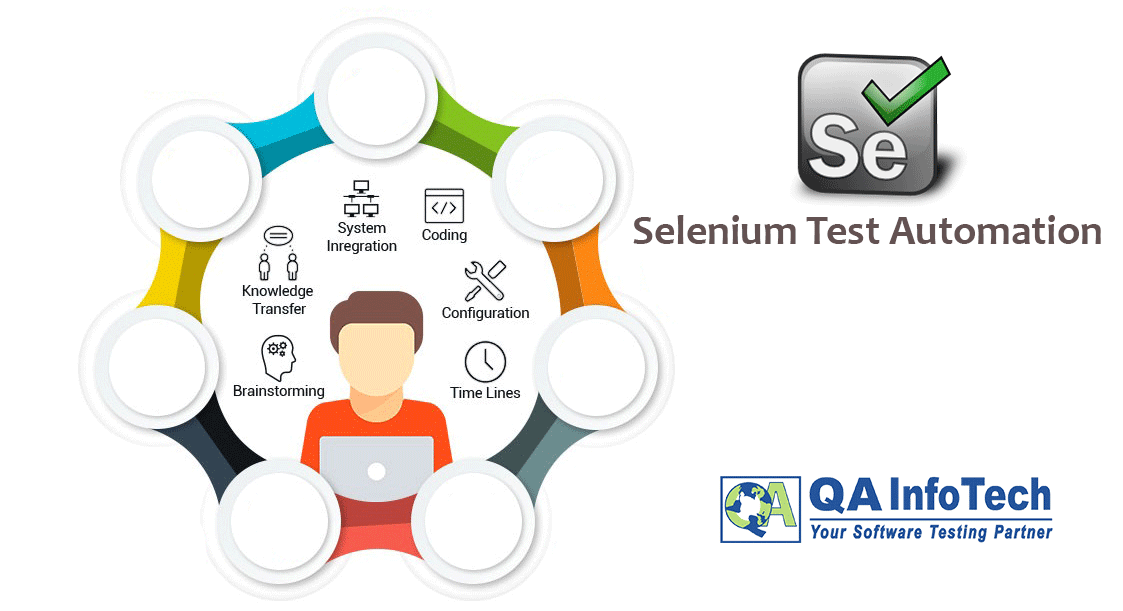 System
Inregration
</>
Coding
Knowledge
Transfer
Configuration
Brainstorming
Time Lines
Se
Selenium Test Automation
QA
QA InfoTech
Your Software Testing Partner